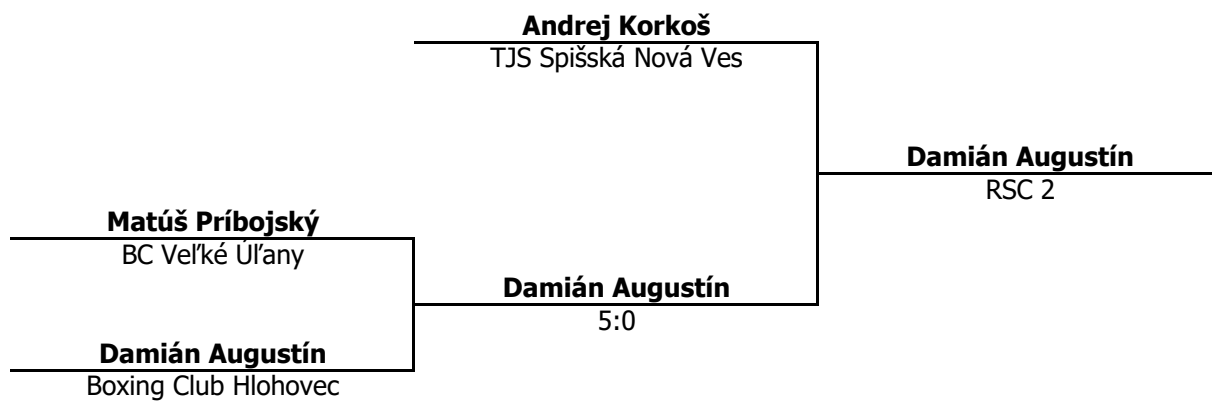 Andrej Korkoš
TJS Spišská Nová Ves
Damián Augustín
RSC 2
Matúš Príbojský
BC Veľké Úľany
Damián Augustín
5:0
Damián Augustín
Boxing Club Hlohovec